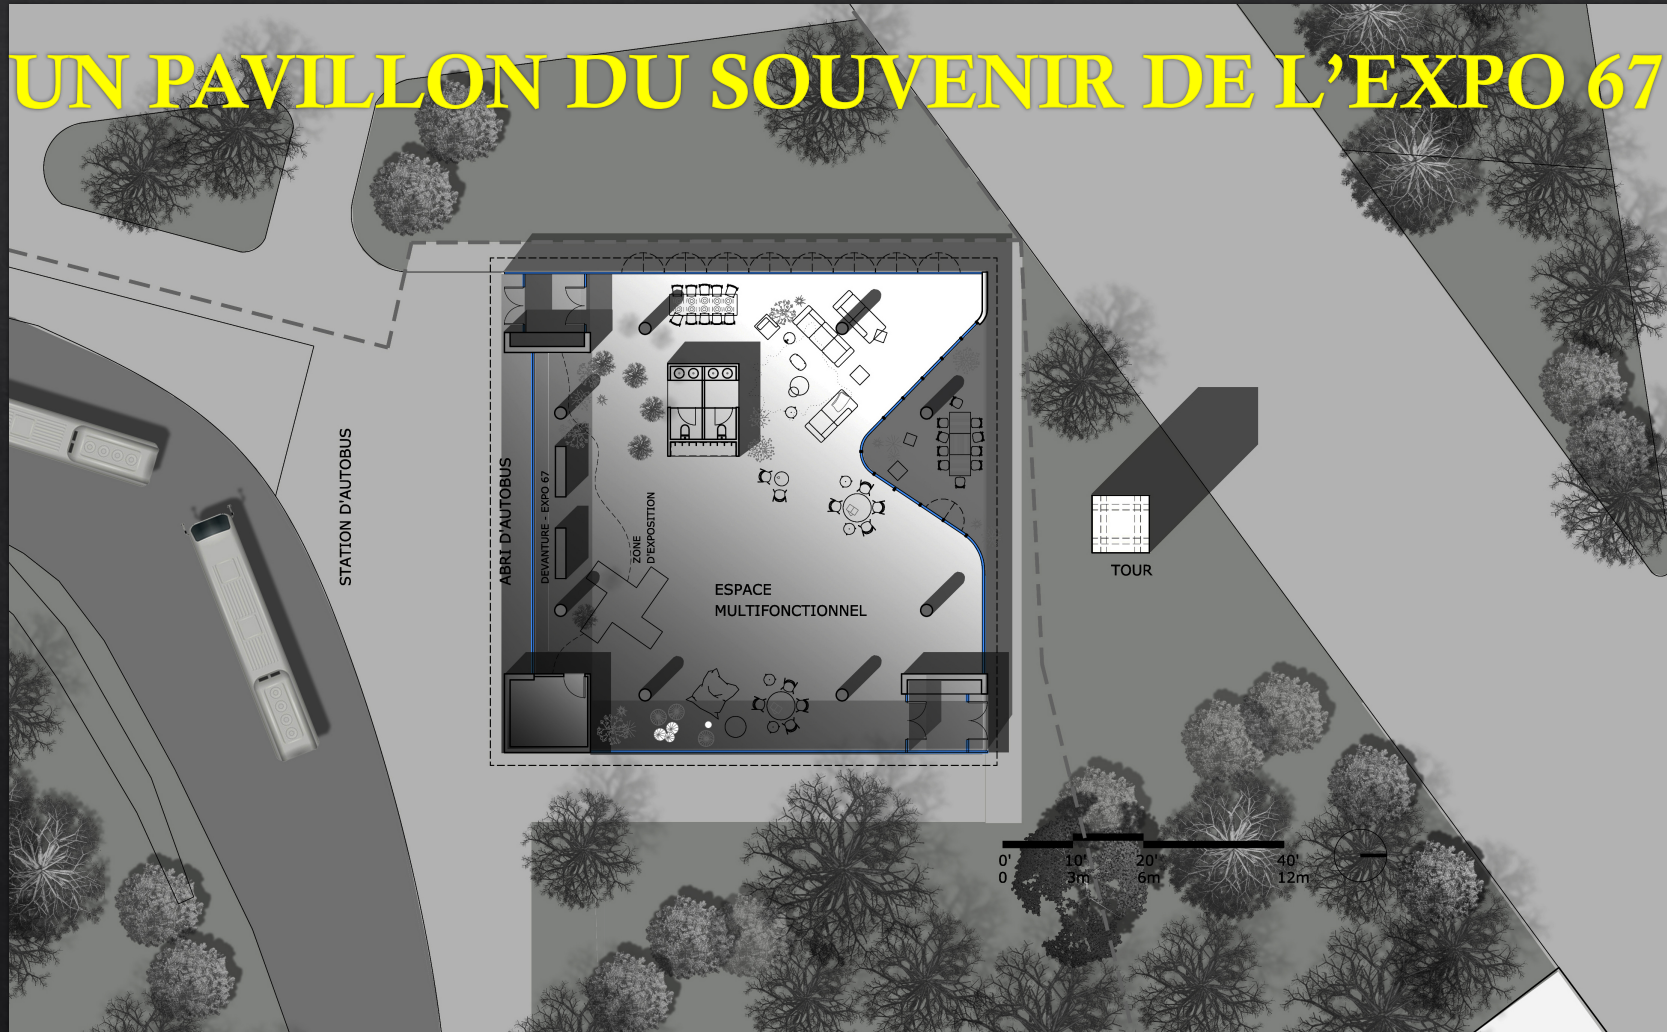 UN PAVILLON DU SOUVENIR DE L’EXPO 67
STATION D'AUTOBUS
ABRI D'AUTOBUS
DEVANTURE - EXPO 67
ZONE
D'EXPOSITION
ESPACE
MULTIFONCTIONNEL
TOUR
0' 10' 20' 40'
0 3m 6m 12m